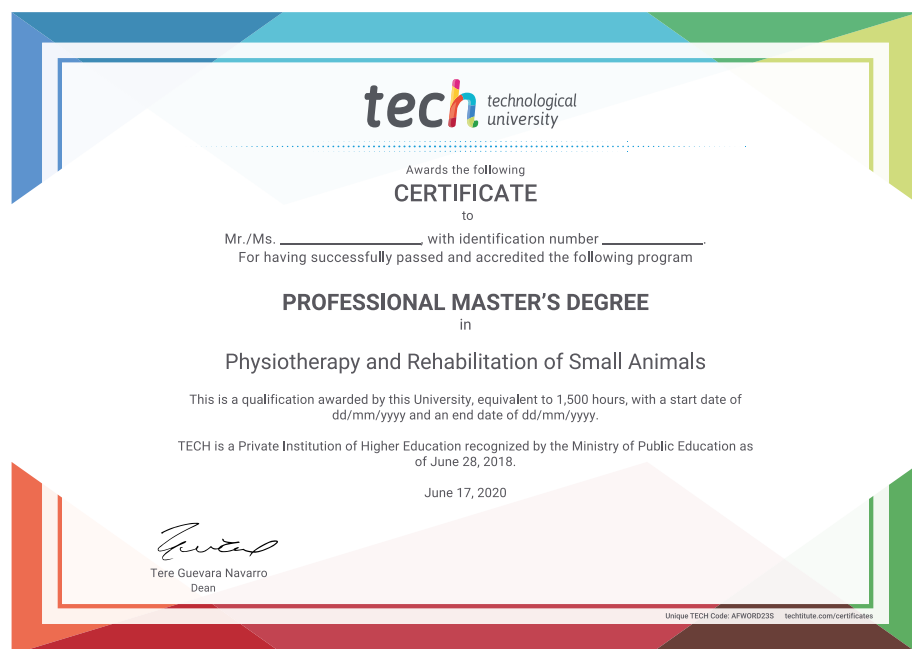 tech technological
university
Awards the following
CERTIFICATE
to
Mr./Ms. ____________________, with identification number ______________.
For having successfully passed and accredited the following program
PROFESSIONAL MASTER'S DEGREE
in
Physiotherapy and Rehabilitation of Small Animals
This is a qualification awarded by this University, equivalent to 1,500 hours, with a start date of
dd/mm/yyyy and an end date of dd/mm/yyyy.
TECH is a Private Institution of Higher Education recognized by the Ministry of Public Education as
of June 28, 2018.
June 17, 2020
Tere Guevara Navarro
Dean
Unique TECH Code: AFWORD23S techtitute.com/certificates